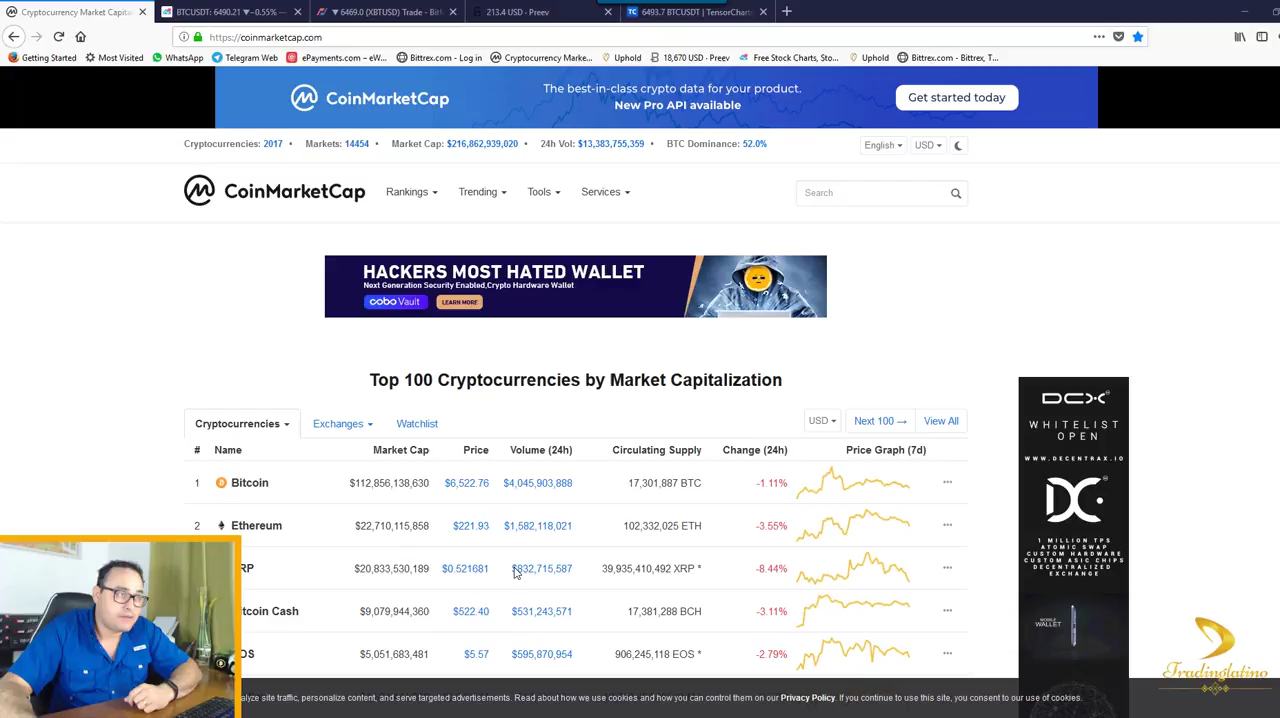 Cryptocurrency Market Capital
BTCUSDT: 6490.21 ▼−0.55% —
▼ 6469.0 (XBTUSD) Trade - Bit
213.4 USD - Preev
6493.7 BTCUSDT | TensorChart
https://coinmarketcap.com
Getting Started
Most Visited
WhatsApp
Telegram Web
ePayments.com – eW...
Bittrex.com - Log in
Cryptocurrency Marke...
Uphold
18,670 USD - Preev
Free Stock Charts, Sto...
Uphold
Bittrex.com - Bittrex, T...
CoinMarketCap
The best-in-class crypto data for your product.
New Pro API available
Get started today
Cryptocurrencies: 2017 • Markets: 14454 • Market Cap: $216,862,939,020 • 24h Vol: $13,383,755,359 • BTC Dominance: 52.0%
English
USD
CoinMarketCap
Rankings
Trending
Tools
Services
Search
HACKERS MOST HATED WALLET
Next Generation Security Enabled,Crypto Hardware Wallet
cobo Vault
LEARN MORE
Top 100 Cryptocurrencies by Market Capitalization
Cryptocurrencies
Exchanges
Watchlist
USD
Next 100 →
View All
# Name Market Cap Price Volume (24h) Circulating Supply Change (24h) Price Graph (7d)
1 Bitcoin $112,856,138,630 $6,522.76 $4,045,903,888 17,301,887 BTC -1.11%
2 Ethereum $22,710,115,858 $221.93 $1,582,118,021 102,332,025 ETH -3.55%
RP $0.521681 $832,715,587 39,935,410,492 XRP * -8.44%
tcoin Cash $9,079,944,360 $522.40 $531,243,571 17,381,288 BCH -3.11%
OS $5,051,683,481 $5.57 $595,870,954 906,245,118 EOS * -2.79%
alyze site traffic, personalize content, and serve targeted advertisements. Read about how we use cookies and how you can control them on our Privacy Policy. If you continue to use this site, you consent to our use of cookies.
DCX
WHITELIST
OPEN
WWW.DECENTRAX.IO
1 MILLION TPS
ATOMIC SWAP
CUSTOM HARDWARE
CUSTOM ASIC CHIPS
DECENTRALIZED
EXCHANGE
MOBILE
WALLET
Tradinglatino